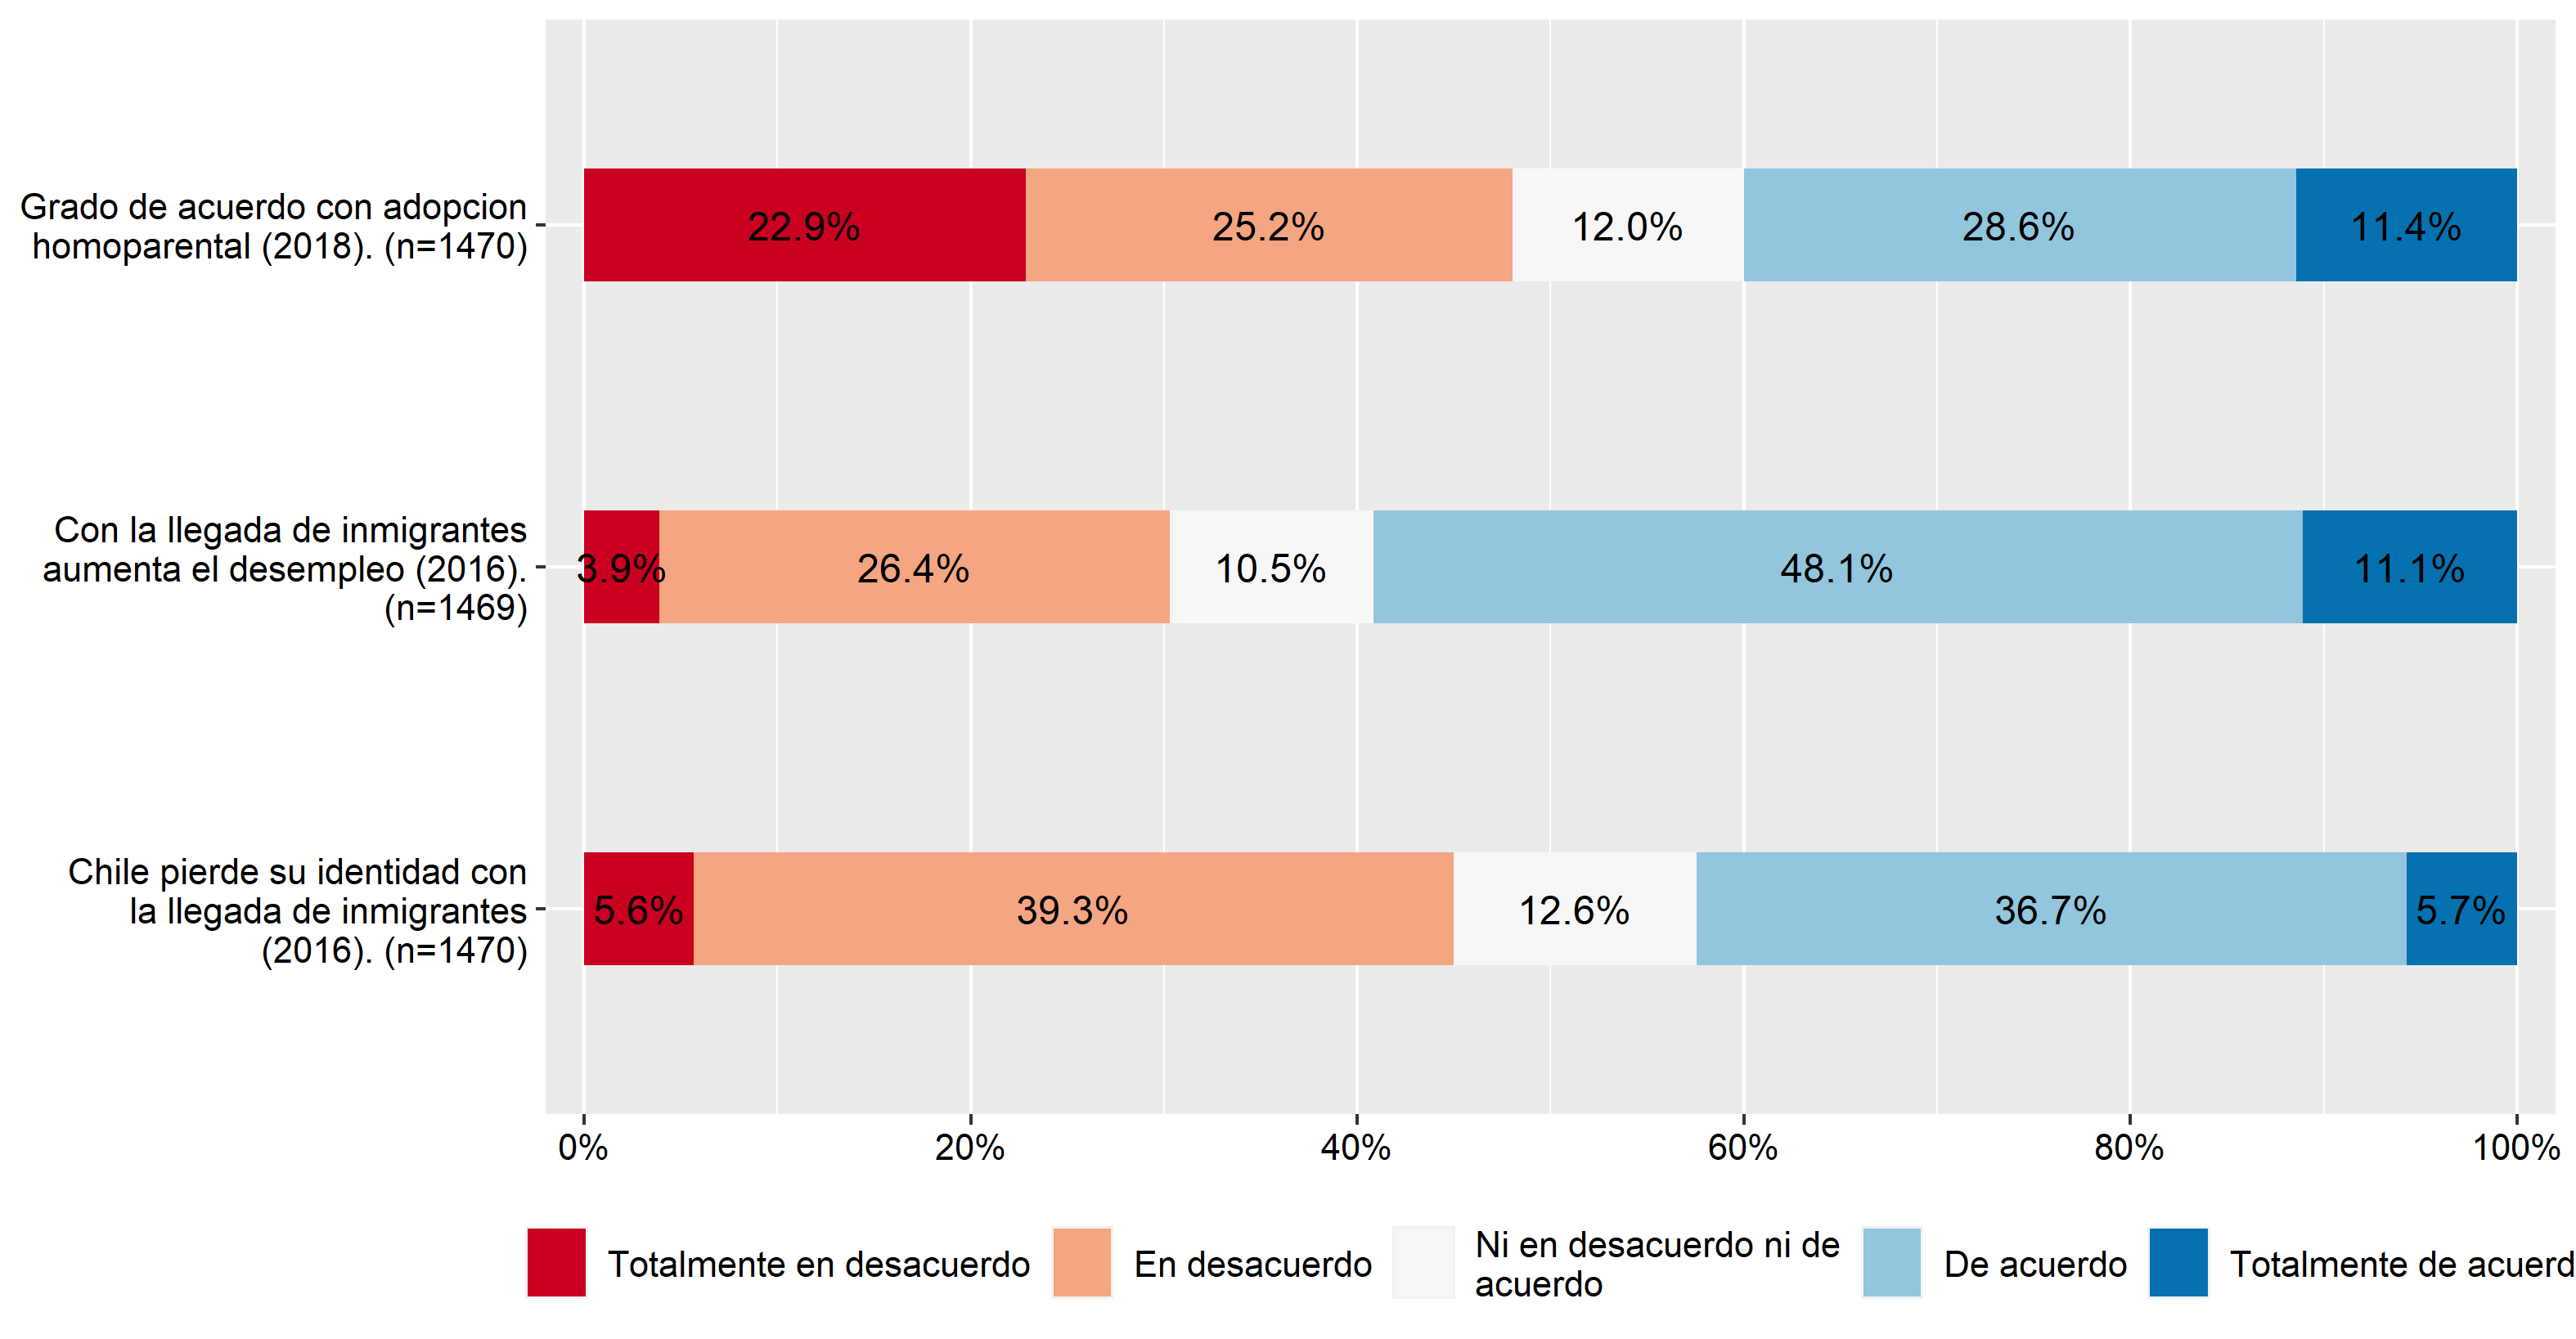 Grado de acuerdo con adopcion
homoparental (2018). (n=1470)
22.9% 25.2% 12.0% 28.6% 11.4%
Con la llegada de inmigrantes
aumenta el desempleo (2016).
(n=1469)
3.9% 26.4% 10.5% 48.1% 11.1%
Chile pierde su identidad con
la llegada de inmigrantes
(2016). (n=1470)
5.6% 39.3% 12.6% 36.7% 5.7%
0% 20% 40% 60% 80% 100%
Totalmente en desacuerdo
En desacuerdo
Ni en desacuerdo ni de
acuerdo
De acuerdo
Totalmente de acuerd